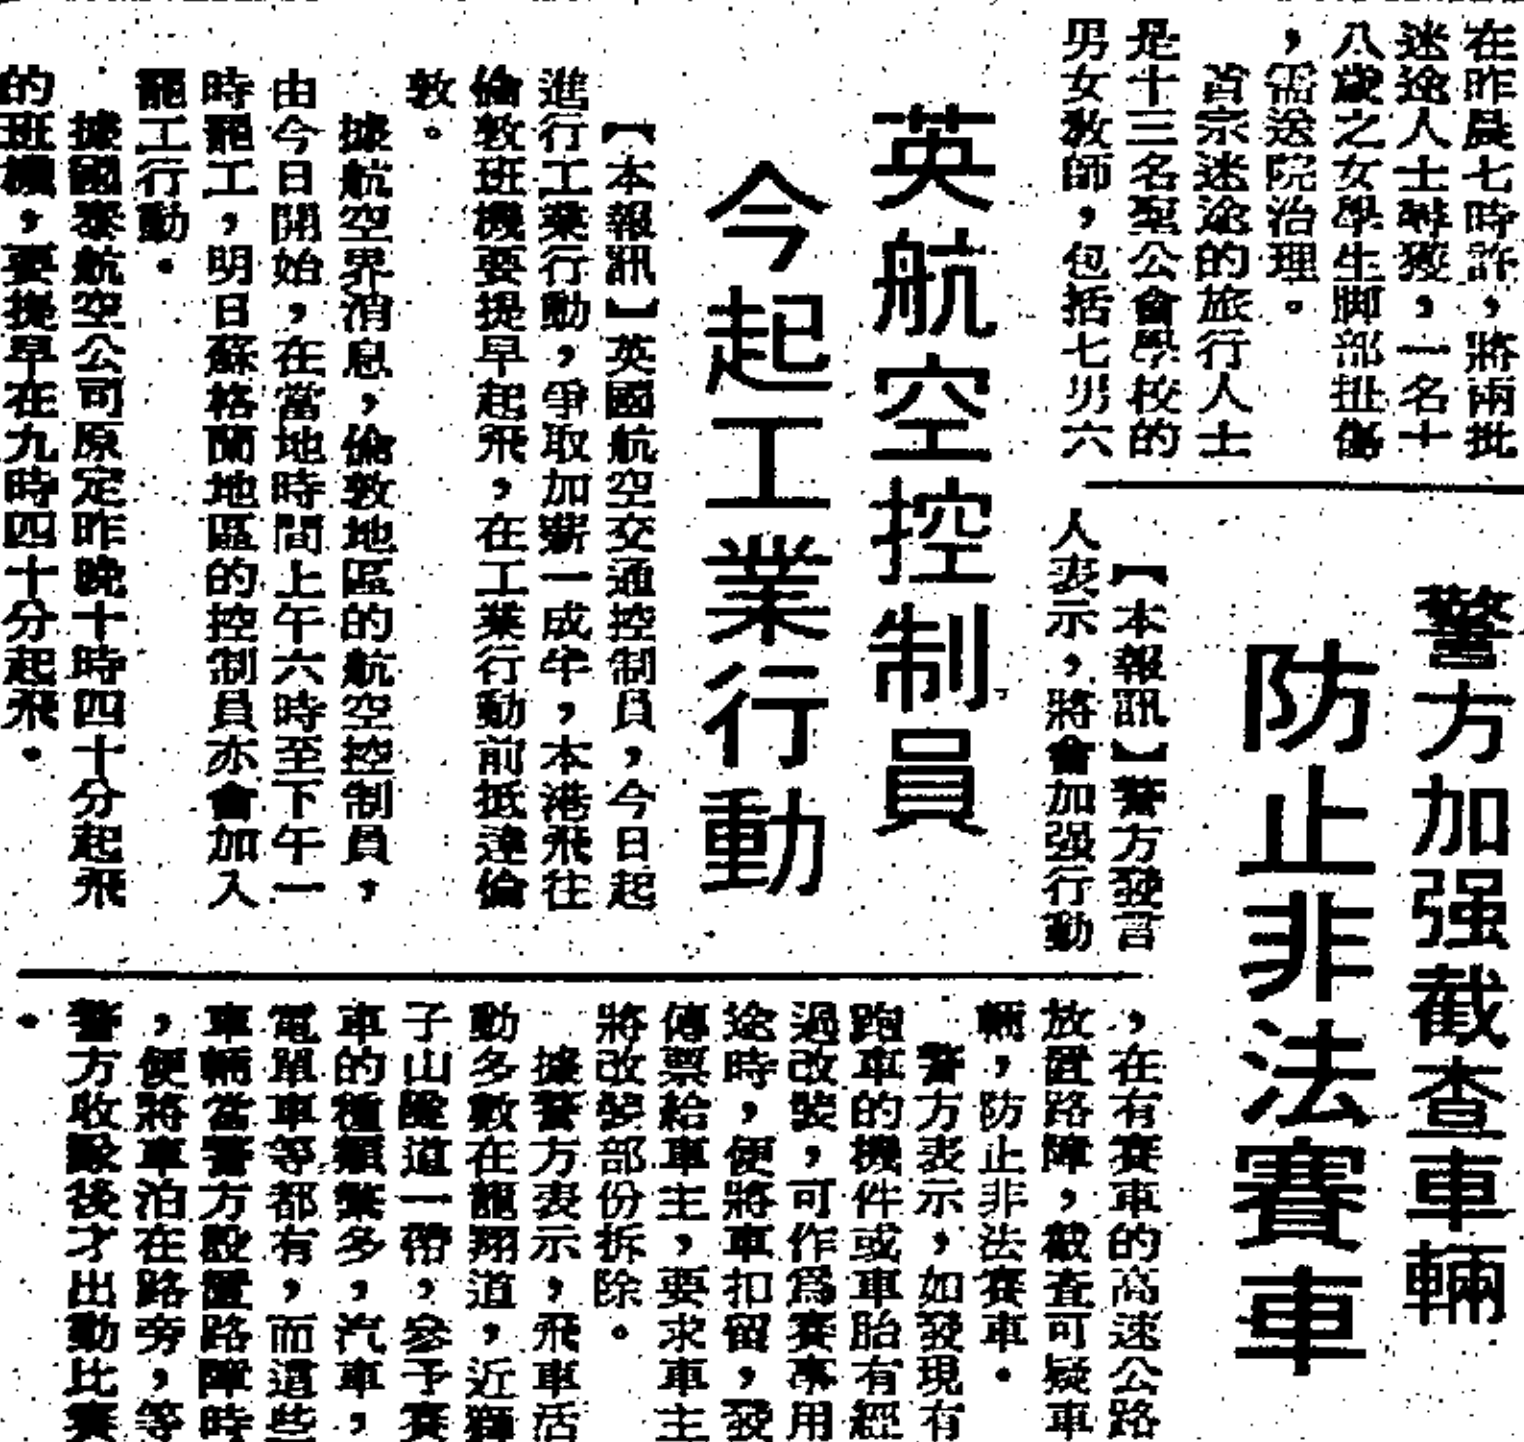 在昨晨七時許，將兩批
迷途人士尋獲，一名十
八歲之女學生脚部扭傷
，需送院治理。
首宗迷途的旅行人士
是十三名聖公會學校的
男女教師，包括七男六
警方加强截查車輛
防止非法賽車
【本報訊】警方發言
人表示，將會加强行動
，在有賽車的高速公路
放置路障，截查可疑車
輛，防止非法賽車。
警方表示，如發現有
跑車的機件或車胎有經
過改裝，可作爲賽事用
途時，便將車扣留，發
傳票給車主，要求車主
將改裝部份拆除。
據警方表示，飛車活
動多數在龍翔道，近獅
子山隧道一帶，參予賽
車的種類繁多，汽車，
電單車等都有，而這些
車輛當警方設置路障時
，便將車泊在路旁，等
警方收隊後才出動比賽
。
英航空控制員
今起工業行動
【本報訊】英國航空交通控制員，今日起
進行工業行動，爭取加薪一成半，本港飛往
倫敦班機要提早起飛，在工業行動前抵達倫
敦。
據航空界消息，倫敦地區的航空控制員，
由今日開始，在當地時間上午六時至下午一
時罷工，明日蘇格蘭地區的控制員亦會加入
罷工行動。
據國泰航空公司原定昨晚十時四十分起飛
的班機，要提早在九時四十分起飛。